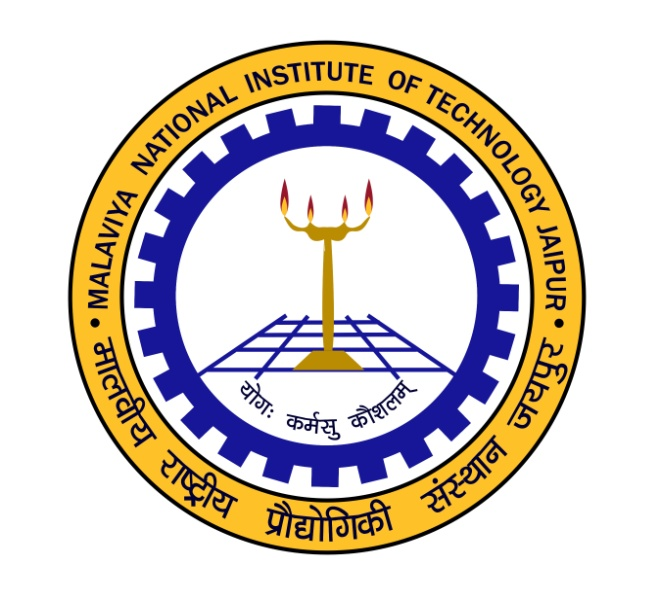 MALAVIYA NATIONAL INSTITUTE OF TECHNOLOGY JAIPUR
योगः कर्मसु कौशलम्
मालवीय राष्ट्रीय प्रौद्योगिकी संस्थान जयपुर